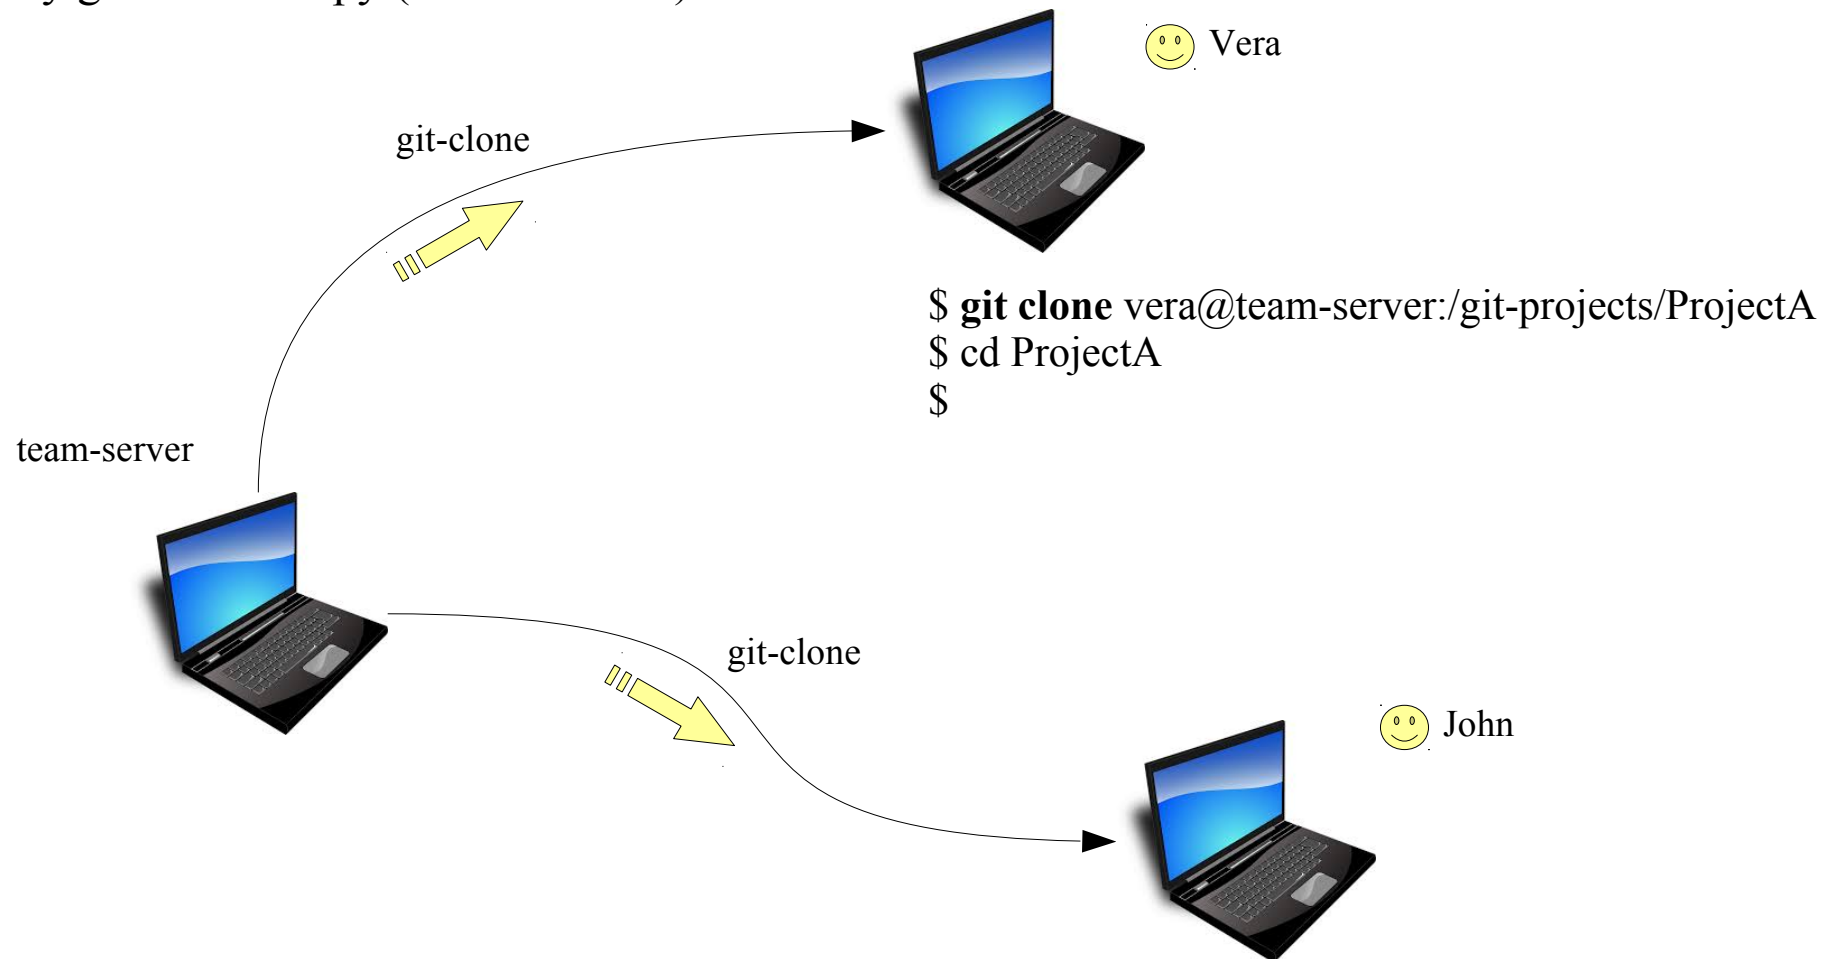 Vera
git-clone
$ git clone vera@team-server:/git-projects/ProjectA
$ cd ProjectA
$
team-server
git-clone
John